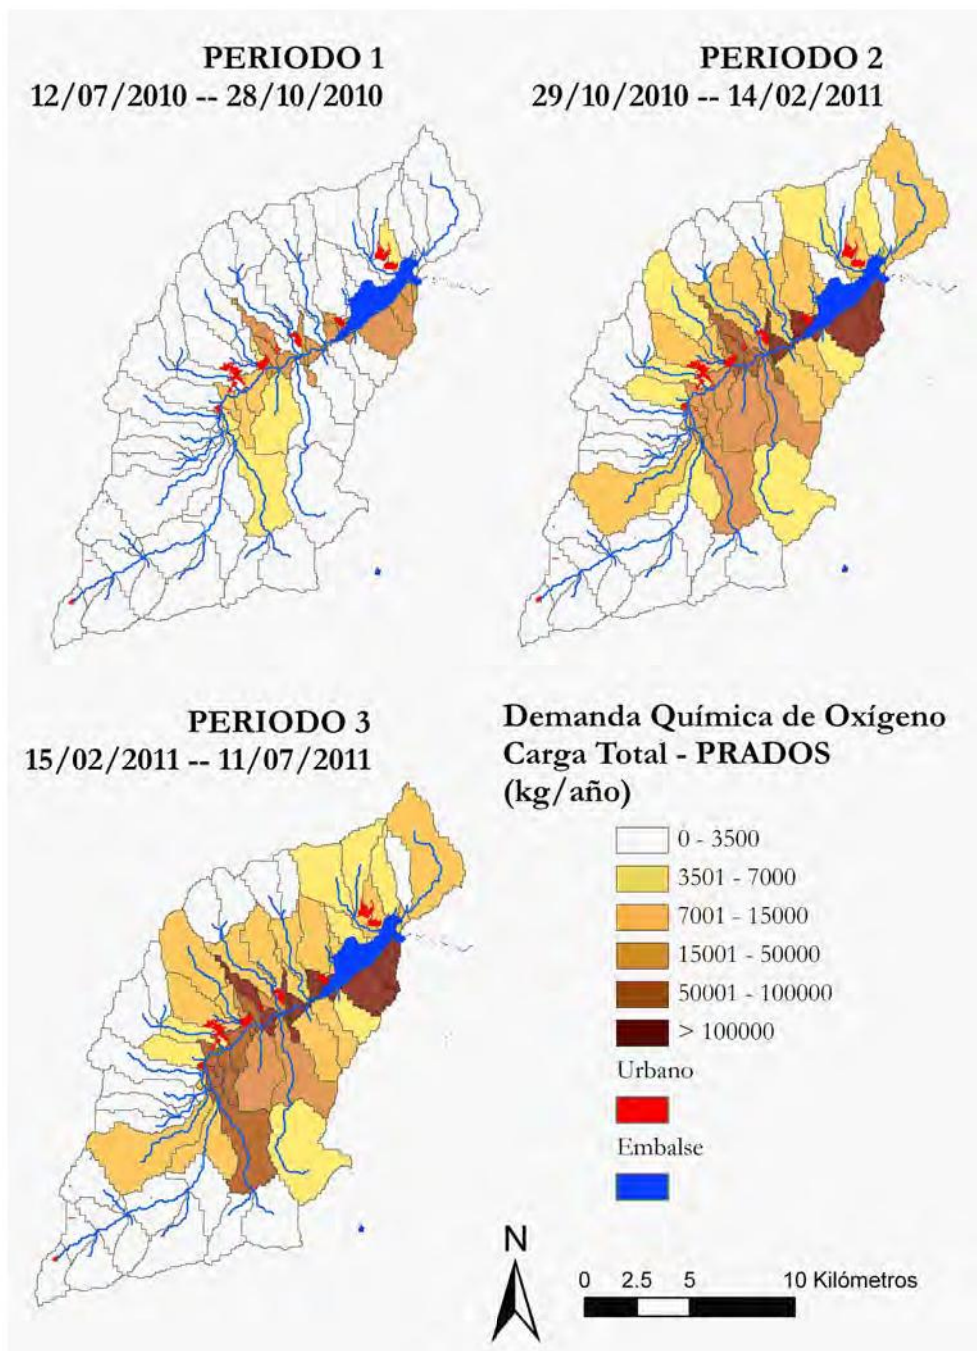 PERIODO 1
12/07/2010 -- 28/10/2010
PERIODO 2
29/10/2010 -- 14/02/2011
PERIODO 3
15/02/2011 -- 11/07/2011
Demanda Química de Oxígeno
Carga Total - PRADOS
(kg/año)
0 - 3500
3501 - 7000
7001 - 15000
15001 - 50000
50001 - 100000
> 100000
Urbano
Embalse
N
0 2.5 5 10 Kilómetros